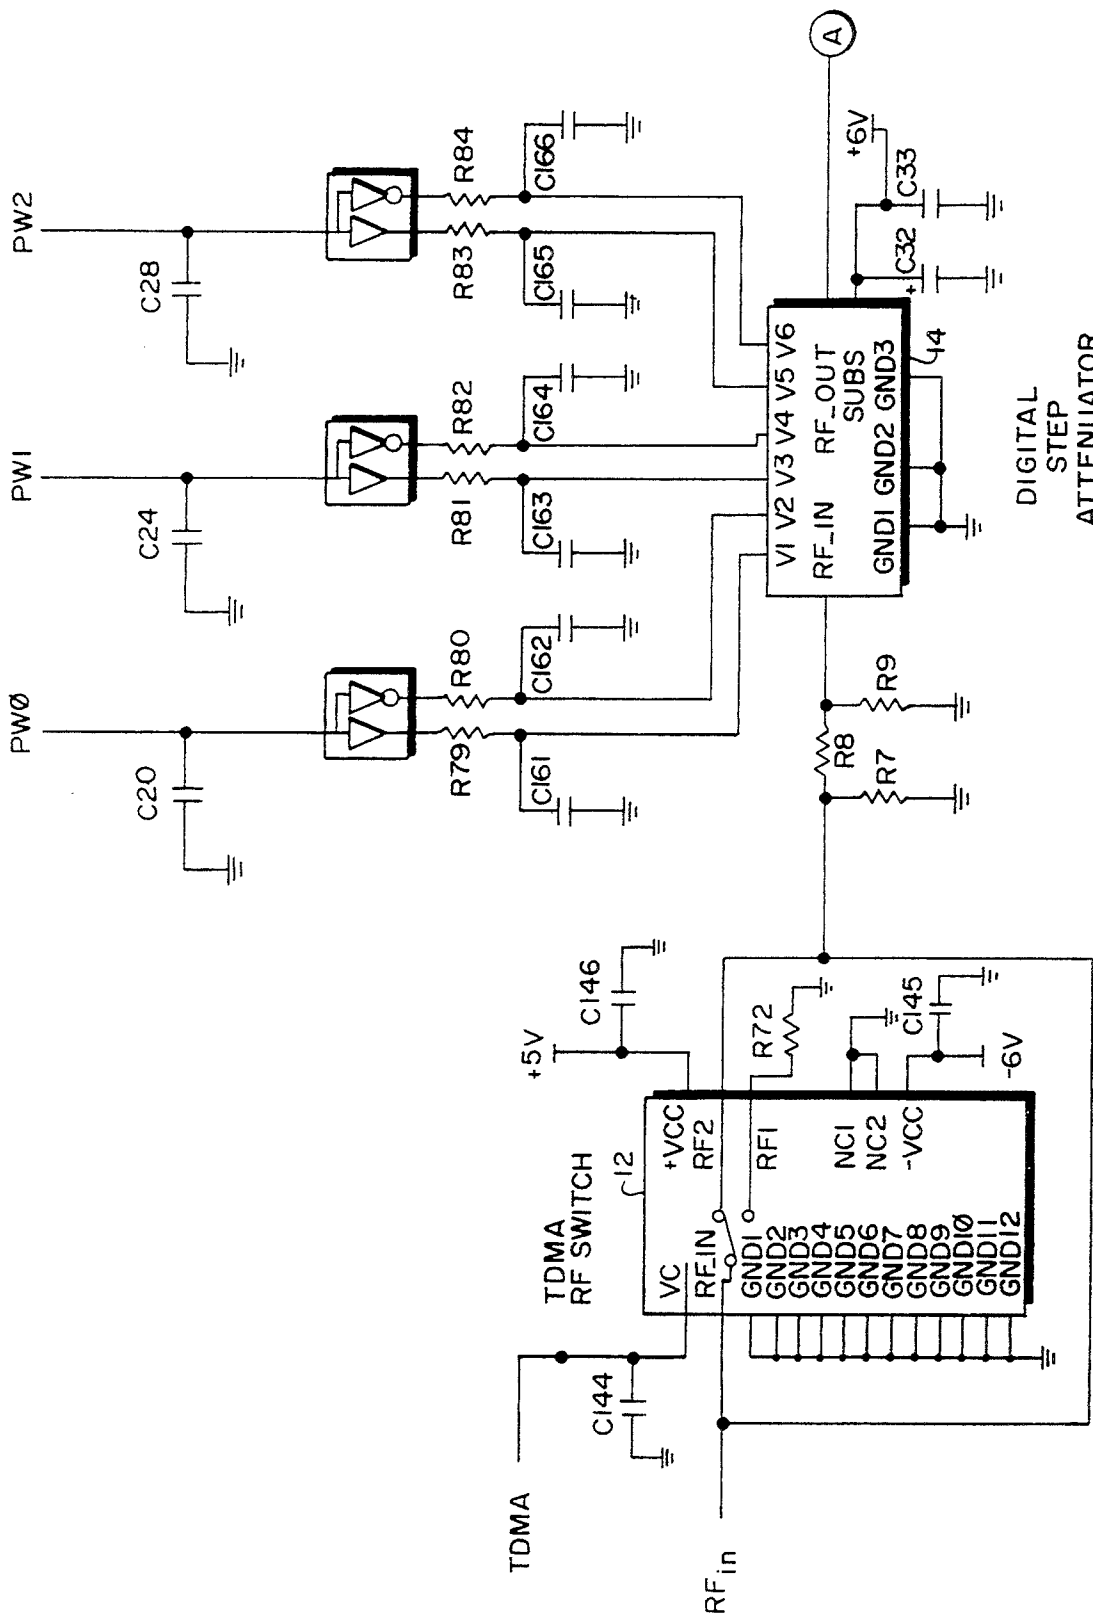 PWØ
PW1
PW2
C20
C24
C28
R79
R80
R81
R82
R83
R84
C161
C162
C163
C164
C165
C166
V1 V2 V3 V4 V5 V6
RF_IN RF_OUT
SUBS
GND1 GND2 GND3
14
+6V
C32
+
C33
A
DIGITAL
STEP
ATTENUATOR
R7
R8
R9
TDMA
RF SWITCH
12
TDMA
C144
RFin
VC
RF_IN
GND1
GND2
GND3
GND4
GND5
GND6
GND7
GND8
GND9
GND1Ø
GND11
GND12
+VCC
RF2
RF1
NC1
NC2
-VCC
+5V
C146
R72
C145
-6V